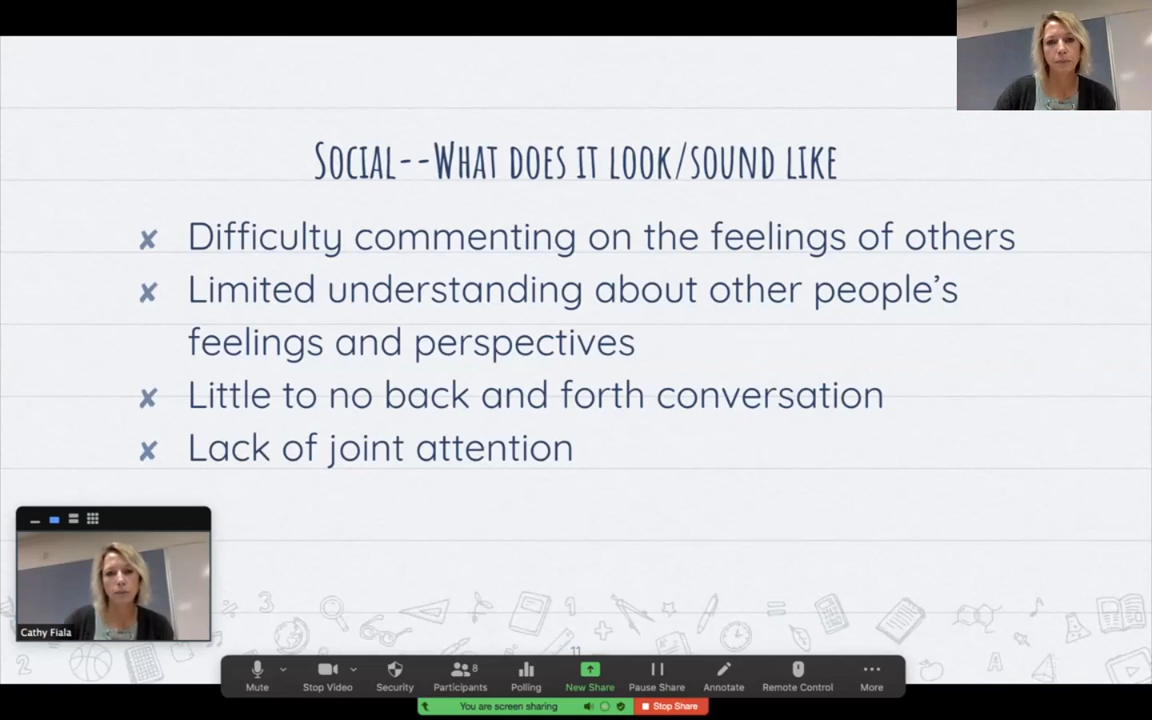 Social--What does it look/sound like
✘ Difficulty commenting on the feelings of others
✘ Limited understanding about other people’s
feelings and perspectives
✘ Little to no back and forth conversation
✘ Lack of joint attention
Cathy Fiala
11
Mute
Stop Video
Security
Participants 8
Polling
New Share
Pause Share
Annotate
Remote Control
More
You are screen sharing
Stop Share